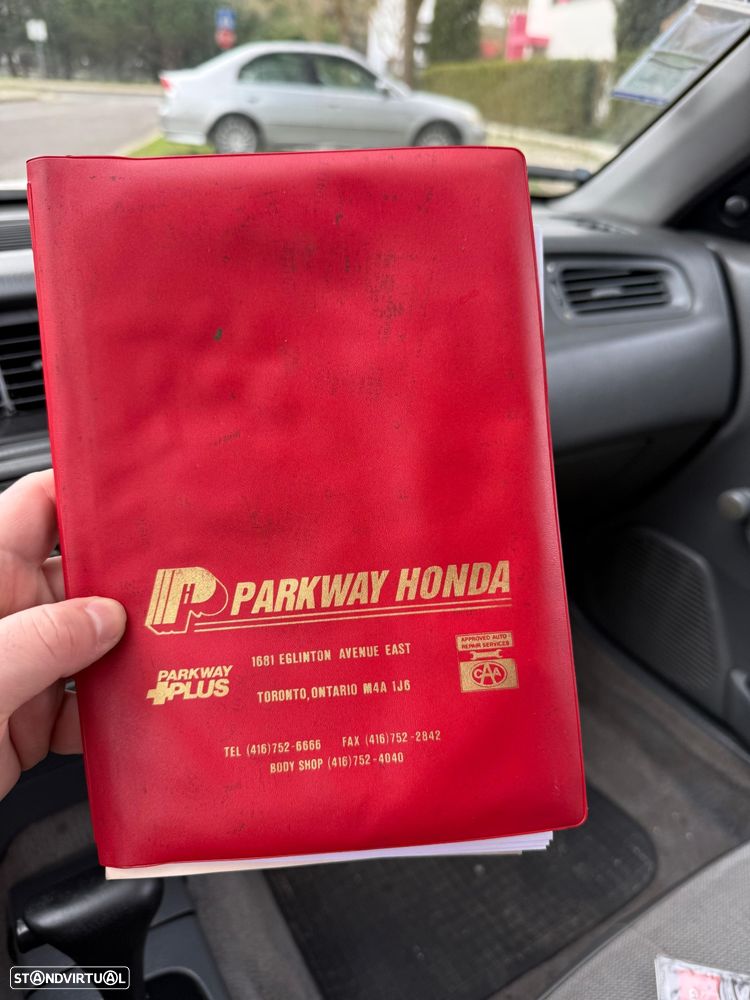 PARKWAY HONDA
1681 EGLINTON AVENUE EAST
TORONTO, ONTARIO M4A 1J6
PARKWAY
+PLUS
APPROVED AUTO
REPAIR SERVICES
CAA
TEL (416)752-6666 FAX (416)752-2842
BODY SHOP (416)752-4040
STANDVIRTUAL